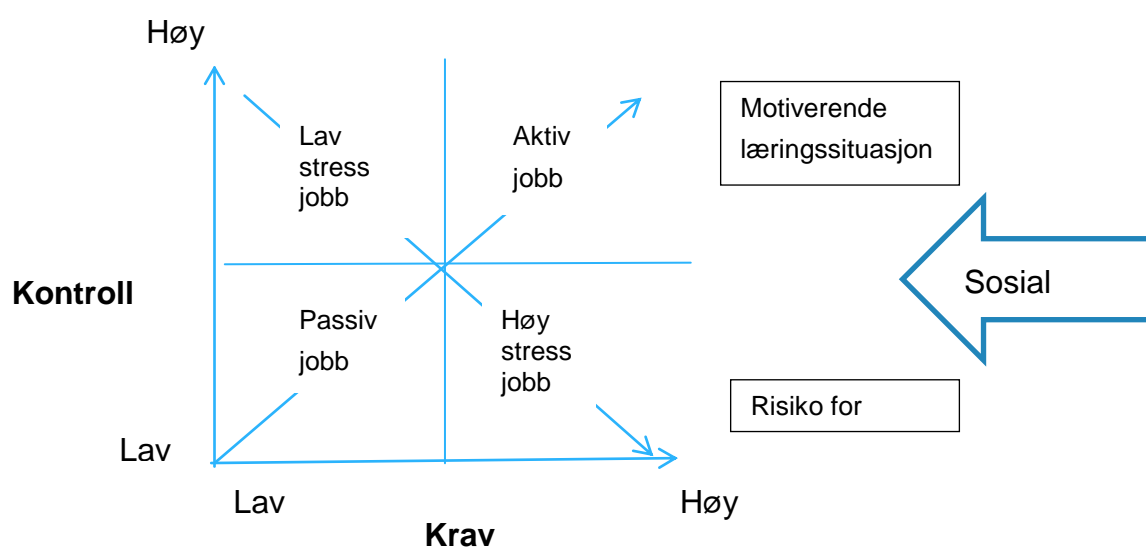 Høy
Lav
stress
jobb
Aktiv
jobb
Motiverende
læringssituasjon
Kontroll
Sosial
Passiv
jobb
Høy
stress
jobb
Risiko for
Lav
Lav
Høy
Krav